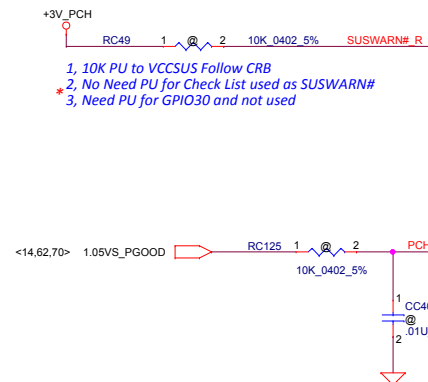 +3V_PCH
RC49 1 @ 2 10K_0402_5% SUSWARN#_R
1, 10K PU to VCCSUS Follow CRB
* 2, No Need PU for Check List used as SUSWARN#
3, Need PU for GPIO30 and not used
<14,62,70> 1.05VS_PGOOD RC125 1 @ 2 PCH
10K_0402_5%
1
CC40
@
.01U
2